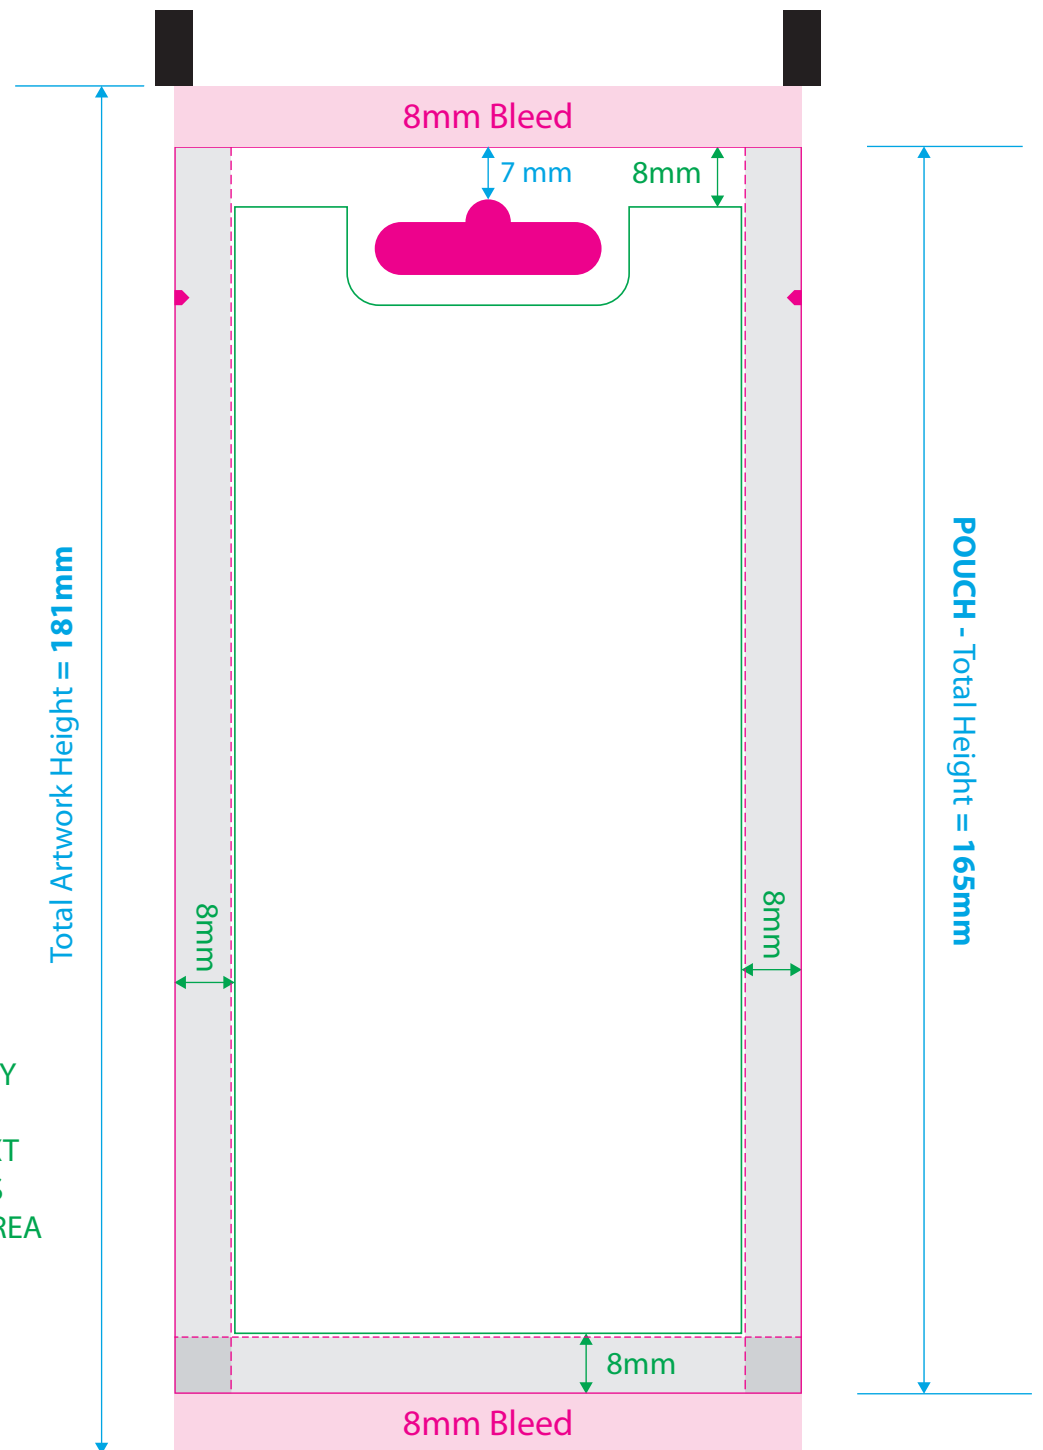 8mm Bleed
7 mm
8mm
Total Artwork Height = 181mm
POUCH - Total Height = 165mm
8mm
8mm
Y
REA
8mm
8mm Bleed